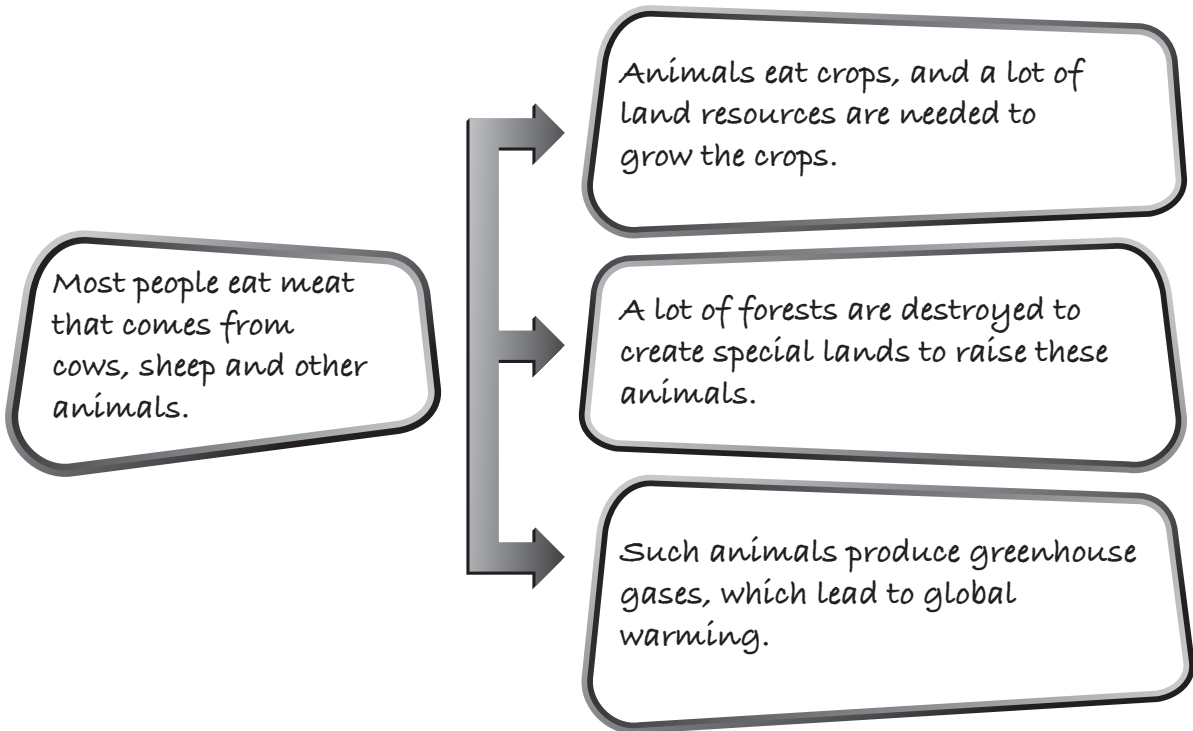 Most people eat meat
that comes from
cows, sheep and other
animals.
Animals eat crops, and a lot of
land resources are needed to
grow the crops.
A lot of forests are destroyed to
create special lands to raise these
animals.
Such animals produce greenhouse
gases, which lead to global
warming.